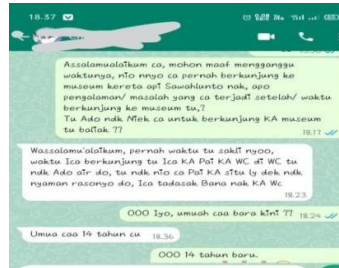 18.37
Assalamualaikum ca, mohon maaf mengganggu
waktunya, nio nnyo ca pernah berkunjung ke
museum kereta api Sawahlunto nak, apo
pengalaman/ masalah yang ca terjadi setelah/ waktu
berkunjung ke museum tu,?
Tu Ado ndk Niek ca untuk berkunjung KA museum
tu baliak ??
18.17
Wassalamu'alaikum, pernah waktu tu sakli nyoo,
waktu Ica berkunjung tu Ica KA Pai KA WC di WC tu
ndk Ado air do, tu ndk nio ca Pai KA situ ly dek ndk
nyaman rasonyo do, Ica tadasak Bana nak KA Wc
18.23
OOO Iyo, umuah caa bara kini ?? 18.24
Umua caa 14 tahun cu 18.36
OOO 14 tahun baru.